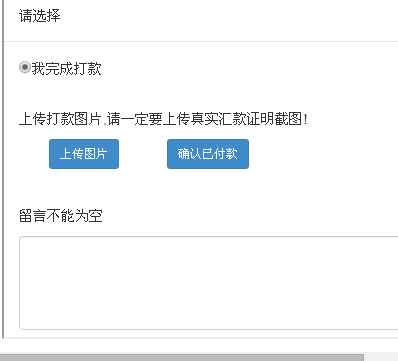 请选择
我完成打款
上传打款图片,请一定要上传真实汇款证明截图!
上传图片 确认已付款
留言不能为空